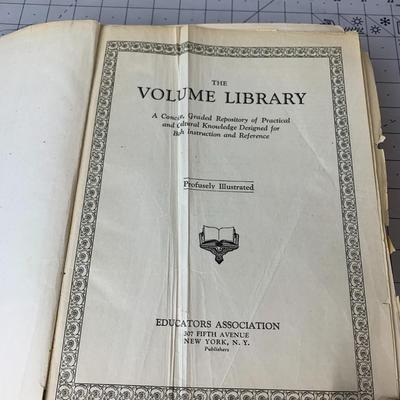 THE
VOLUME LIBRARY
A Concise, Graded Repository of Practical
and Cultural Knowledge Designed for
Both Instruction and Reference
Profusely Illustrated
EDUCATORS ASSOCIATION
307 FIFTH AVENUE
NEW YORK, N. Y.
Publishers